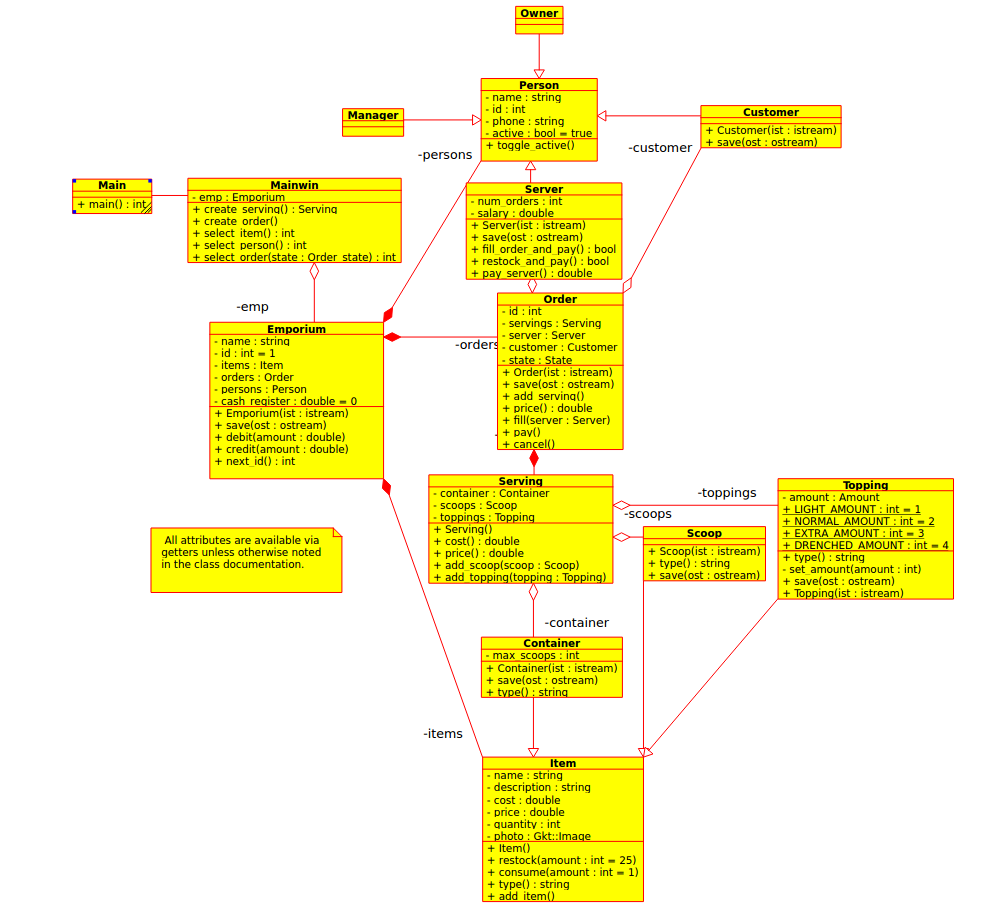 Owner
Person
- name : string
- id : int
- phone : string
- active : bool = true
+ toggle_active()
Manager
Customer
+ Customer(ist : istream)
+ save(ost : ostream)
-persons
-customer
Main
+ main() : int
Mainwin
- emp : Emporium
+ create_serving() : Serving
+ create_order()
+ select_item() : int
+ select_person() : int
+ select_order(state : Order_state) : int
Server
- num_orders : int
- salary : double
+ Server(ist : istream)
+ save(ost : ostream)
+ fill_order_and_pay() : bool
+ restock_and_pay() : bool
+ pay_server() : double
-emp
Emporium
- name : string
- id : int = 1
- items : Item
- orders : Order
- persons : Person
- cash_register : double = 0
+ Emporium(ist : istream)
+ save(ost : ostream)
+ debit(amount : double)
+ credit(amount : double)
+ next_id() : int
-orders
Order
- id : int
- servings : Serving
- server : Server
- customer : Customer
- state : State
+ Order(ist : istream)
+ save(ost : ostream)
+ add_serving()
+ price() : double
+ fill(server : Server)
+ pay()
+ cancel()
Serving
- container : Container
- scoops : Scoop
- toppings : Topping
+ Serving()
+ cost() : double
+ price() : double
+ add_scoop(scoop : Scoop)
+ add_topping(topping : Topping)
-toppings
-scoops
Scoop
+ Scoop(ist : istream)
+ type() : string
+ save(ost : ostream)
Topping
- amount : Amount
+ LIGHT_AMOUNT : int = 1
+ NORMAL_AMOUNT : int = 2
+ EXTRA_AMOUNT : int = 3
+ DRENCHED_AMOUNT : int = 4
+ type() : string
- set_amount(amount : int)
+ save(ost : ostream)
+ Topping(ist : istream)
All attributes are available via
getters unless otherwise noted
in the class documentation.
-container
Container
- max_scoops : int
+ Container(ist : istream)
+ save(ost : ostream)
+ type() : string
-items
Item
- name : string
- description : string
- cost : double
- price : double
- quantity : int
- photo : Gkt::Image
+ Item()
+ restock(amount : int = 25)
+ consume(amount : int = 1)
+ type() : string
+ add_item()